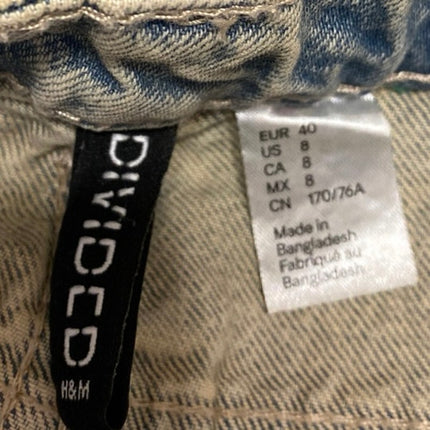 DIVIDED
H&M
EUR 40
US 8
CA 8
MX 8
CN 170/76A
Made in
Bangladesh
Fabriqué au
Bangladesh